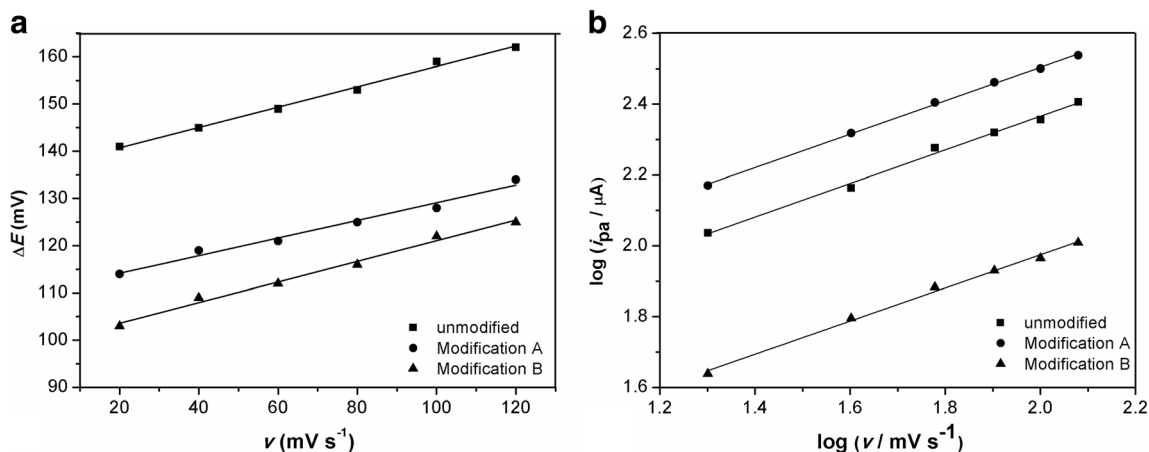 a
160
150
140
130
120
110
100
90
ΔE (mV)
unmodified
Modification A
Modification B
20 40 60 80 100 120
v (mV s⁻¹)
b
2.6
2.4
2.2
2.0
1.8
1.6
log (i_pa / μA)
unmodified
Modification A
Modification B
1.2 1.4 1.6 1.8 2.0 2.2
log (v / mV s⁻¹)